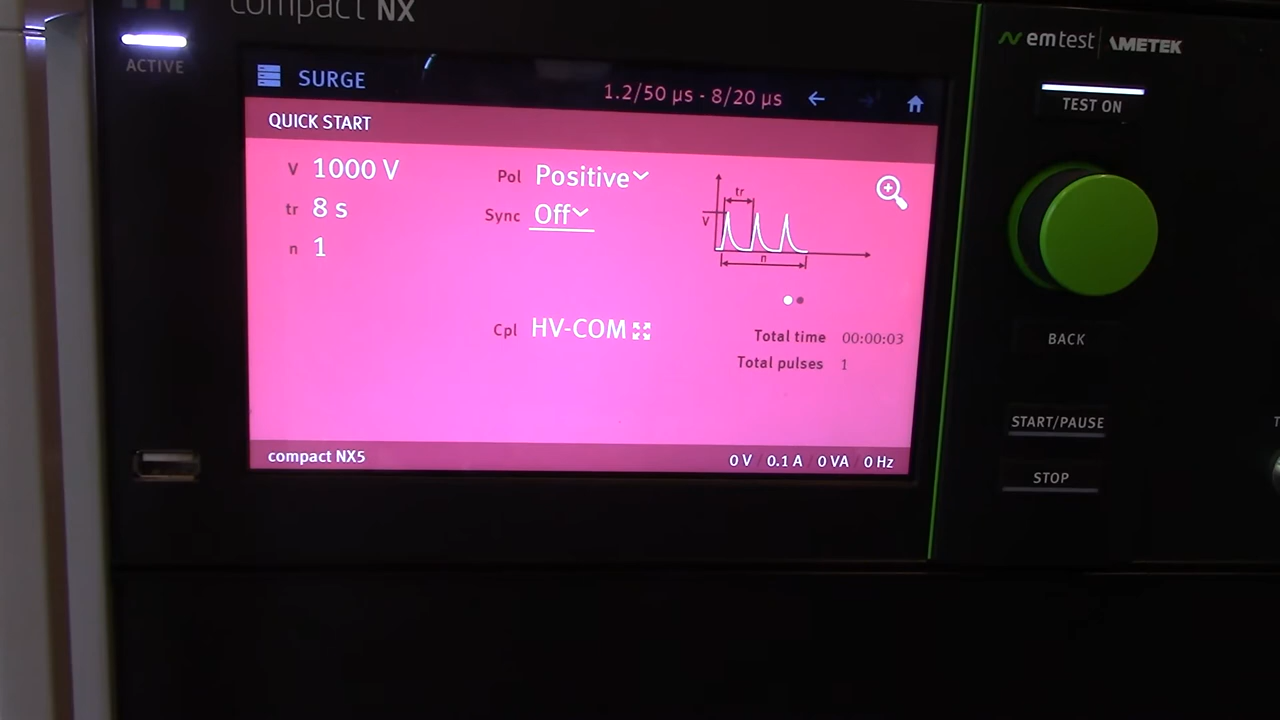 compact NX
ACTIVE
emtest AMETEK
TEST ON
SURGE
1.2/50 µs - 8/20 µs
QUICK START
V 1000 V
tr 8 s
n 1
Pol Positive
Sync Off
Cpl HV-COM
tr
V
n
Total time 00:00:03
Total pulses 1
compact NX5
0 V / 0.1 A / 0 VA / 0 Hz
BACK
START/PAUSE
STOP